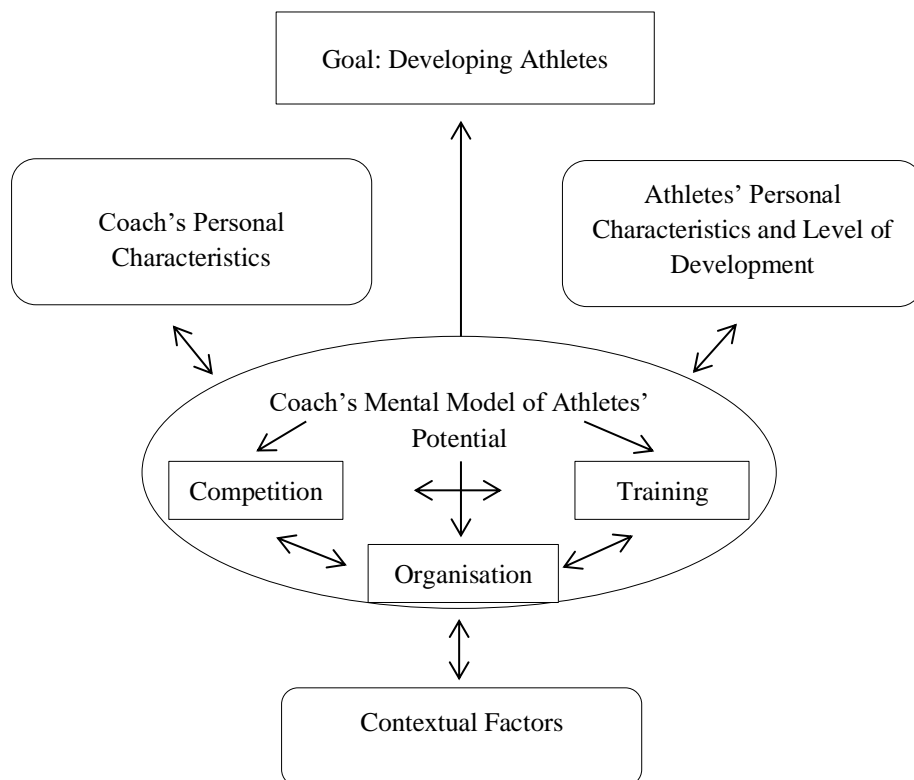 Goal: Developing Athletes
Coach's Personal
Characteristics
Athletes' Personal
Characteristics and Level of
Development
Coach's Mental Model of Athletes'
Potential
Competition
Training
Organisation
Contextual Factors